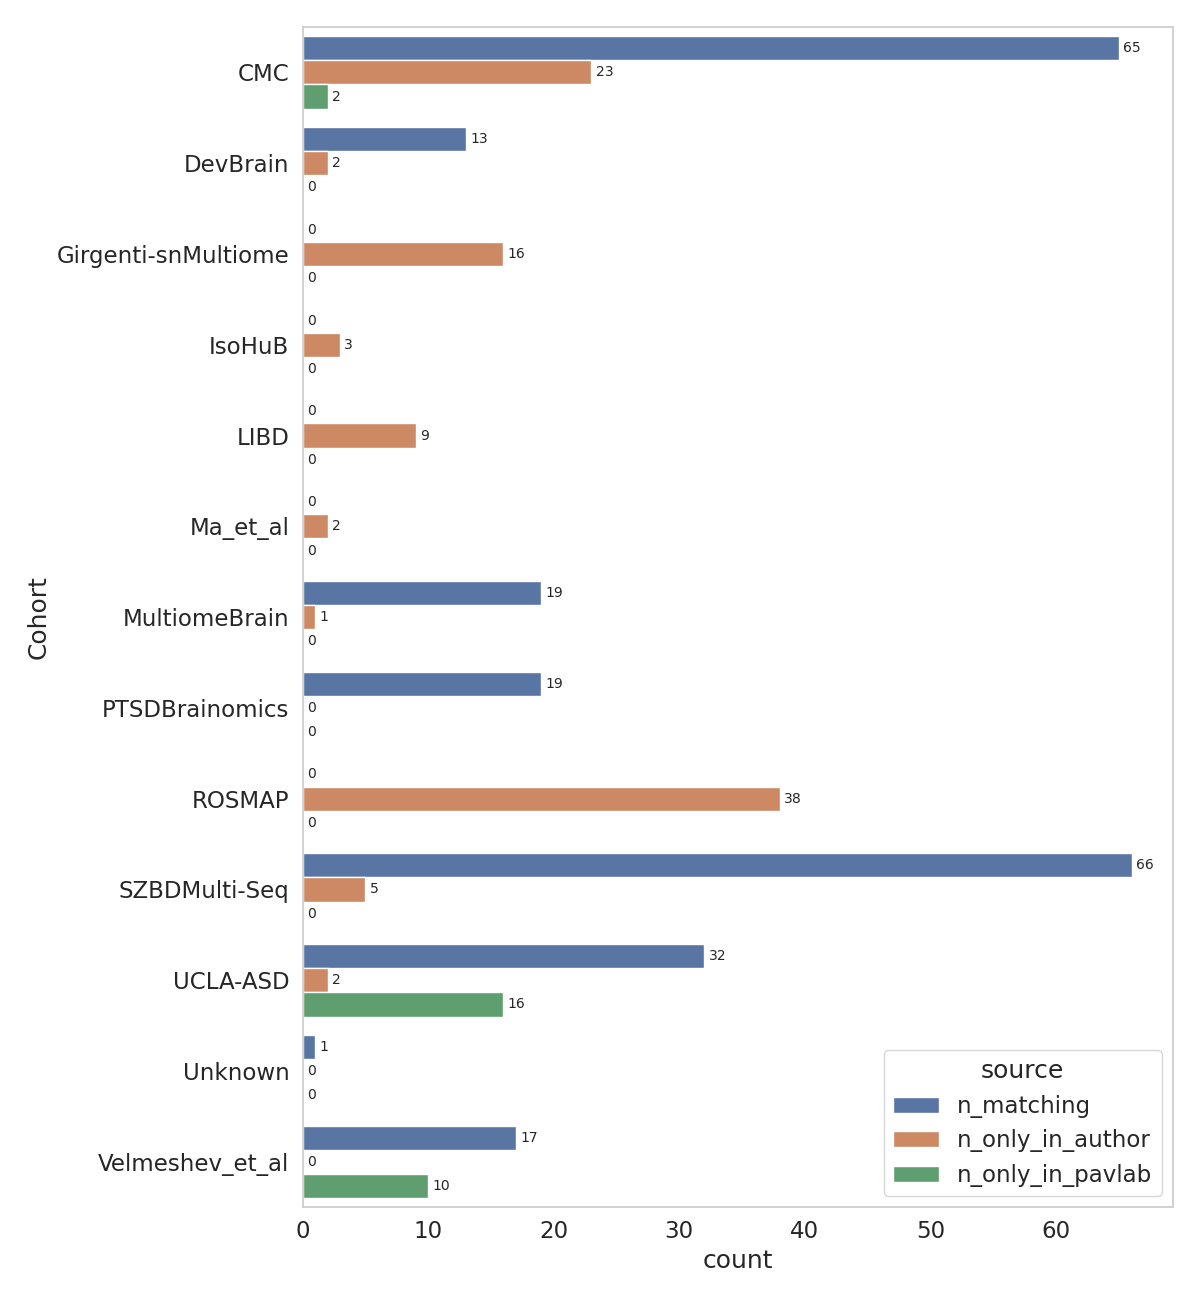 CMC
65
23
2
DevBrain
13
2
0
Girgenti-snMultiome
0
16
0
IsoHuB
0
3
0
LIBD
0
9
0
Ma_et_al
0
2
0
MultiomeBrain
19
1
0
PTSDBrainomics
19
0
0
ROSMAP
0
38
0
SZBDMulti-Seq
66
5
0
UCLA-ASD
32
2
16
Unknown
1
0
0
Velmeshev_et_al
17
0
10
Cohort
source
n_matching
n_only_in_author
n_only_in_pavlab
0 10 20 30 40 50 60
count